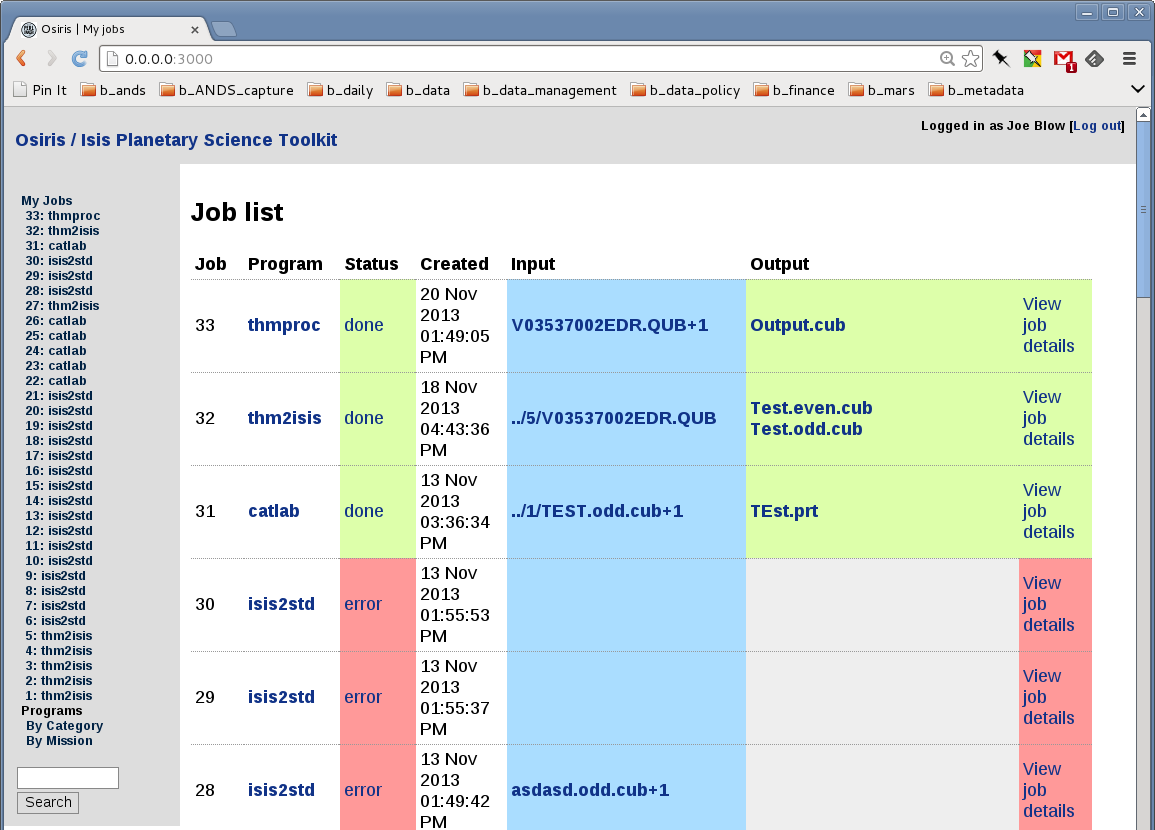 Osiris | My jobs
0.0.0.0:3000
1
Pin It b_ands b_ANDS_capture b_daily b_data b_data_management b_data_policy b_finance b_mars b_metadata
Logged in as Joe Blow [Log out]
Osiris / Isis Planetary Science Toolkit
My Jobs
33: thmproc
32: thm2isis
31: catlab
30: isis2std
29: isis2std
28: isis2std
27: thm2isis
26: catlab
25: catlab
24: catlab
23: catlab
22: catlab
21: isis2std
20: isis2std
19: isis2std
18: isis2std
17: isis2std
16: isis2std
15: isis2std
14: isis2std
13: isis2std
12: isis2std
11: isis2std
10: isis2std
9: isis2std
8: isis2std
7: isis2std
6: isis2std
5: thm2isis
4: thm2isis
3: thm2isis
2: thm2isis
1: thm2isis
Programs
By Category
By Mission
Search
Job list
Job Program Status Created Input Output
33 thmproc done
20 Nov
2013
01:49:05
PM
V03537002EDR.QUB+1
Output.cub
View
job
details
32 thm2isis done
18 Nov
2013
04:43:36
PM
../5/V03537002EDR.QUB
Test.even.cub
Test.odd.cub
View
job
details
31 catlab done
13 Nov
2013
03:36:34
PM
../1/TEST.odd.cub+1
TEst.prt
View
job
details
30 isis2std error
13 Nov
2013
01:55:53
PM
View
job
details
29 isis2std error
13 Nov
2013
01:55:37
PM
View
job
details
28 isis2std error
13 Nov
2013
01:49:42
PM
asdasd.odd.cub+1
View
job
details